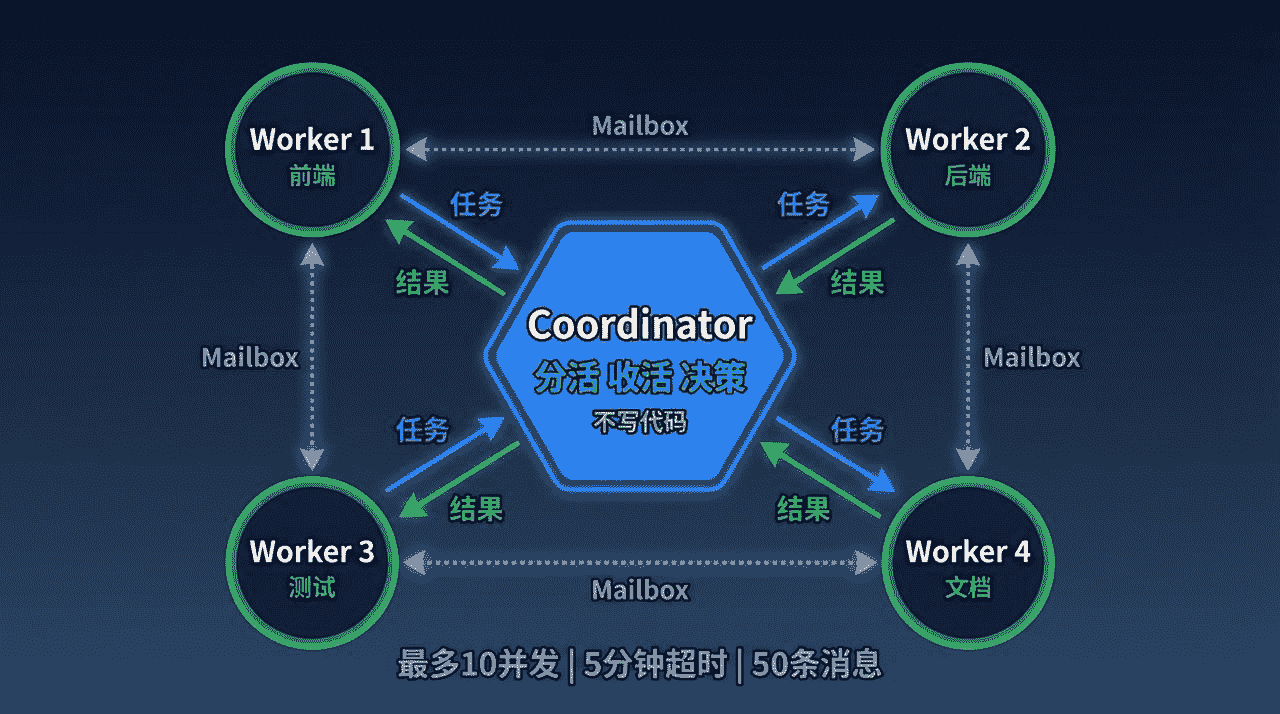 Mailbox
Worker 1
前端
Worker 2
后端
任务
任务
结果
结果
Coordinator
分活 收活 决策
不写代码
Mailbox
Mailbox
任务
任务
结果
结果
Worker 3
测试
Worker 4
文档
Mailbox
最多10并发 | 5分钟超时 | 50条消息